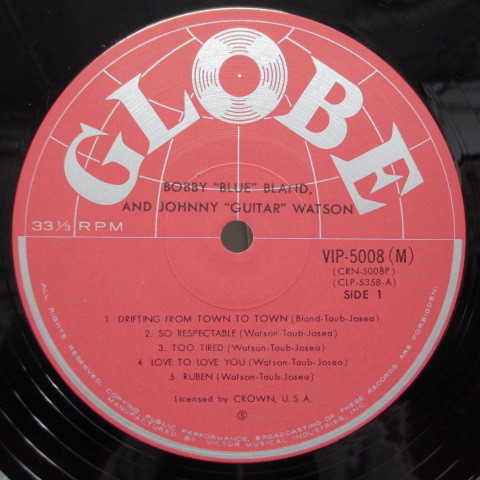 GLOBE
BOBBY "BLUE" BLAND,
AND JOHNNY "GUITAR" WATSON
33 1/3 RPM
VIP-5008 (M)
(CRN-5008P)
(CLP-5358-A)
SIDE 1
1 DRIFTING FROM TOWN TO TOWN (Bland-Taub-Josea)
2. SO RESPECTABLE (Watson-Taub-Josea)
3. TOO TIRED (Watson-Taub-Josea)
4 LOVE TO LOVE YOU (Watson-Taub-Josea)
5 RUBEN (Watson-Taub-Josea)
Licensed by CROWN, U.S.A.
Ⓢ
ALL RIGHTS RESERVED. COPYING, PUBLIC PERFORMANCE, BROADCASTING OF THESE RECORDS ARE FORBIDDEN.
MANUFACTURED BY VICTOR MUSICAL INDUSTRIES, INC.